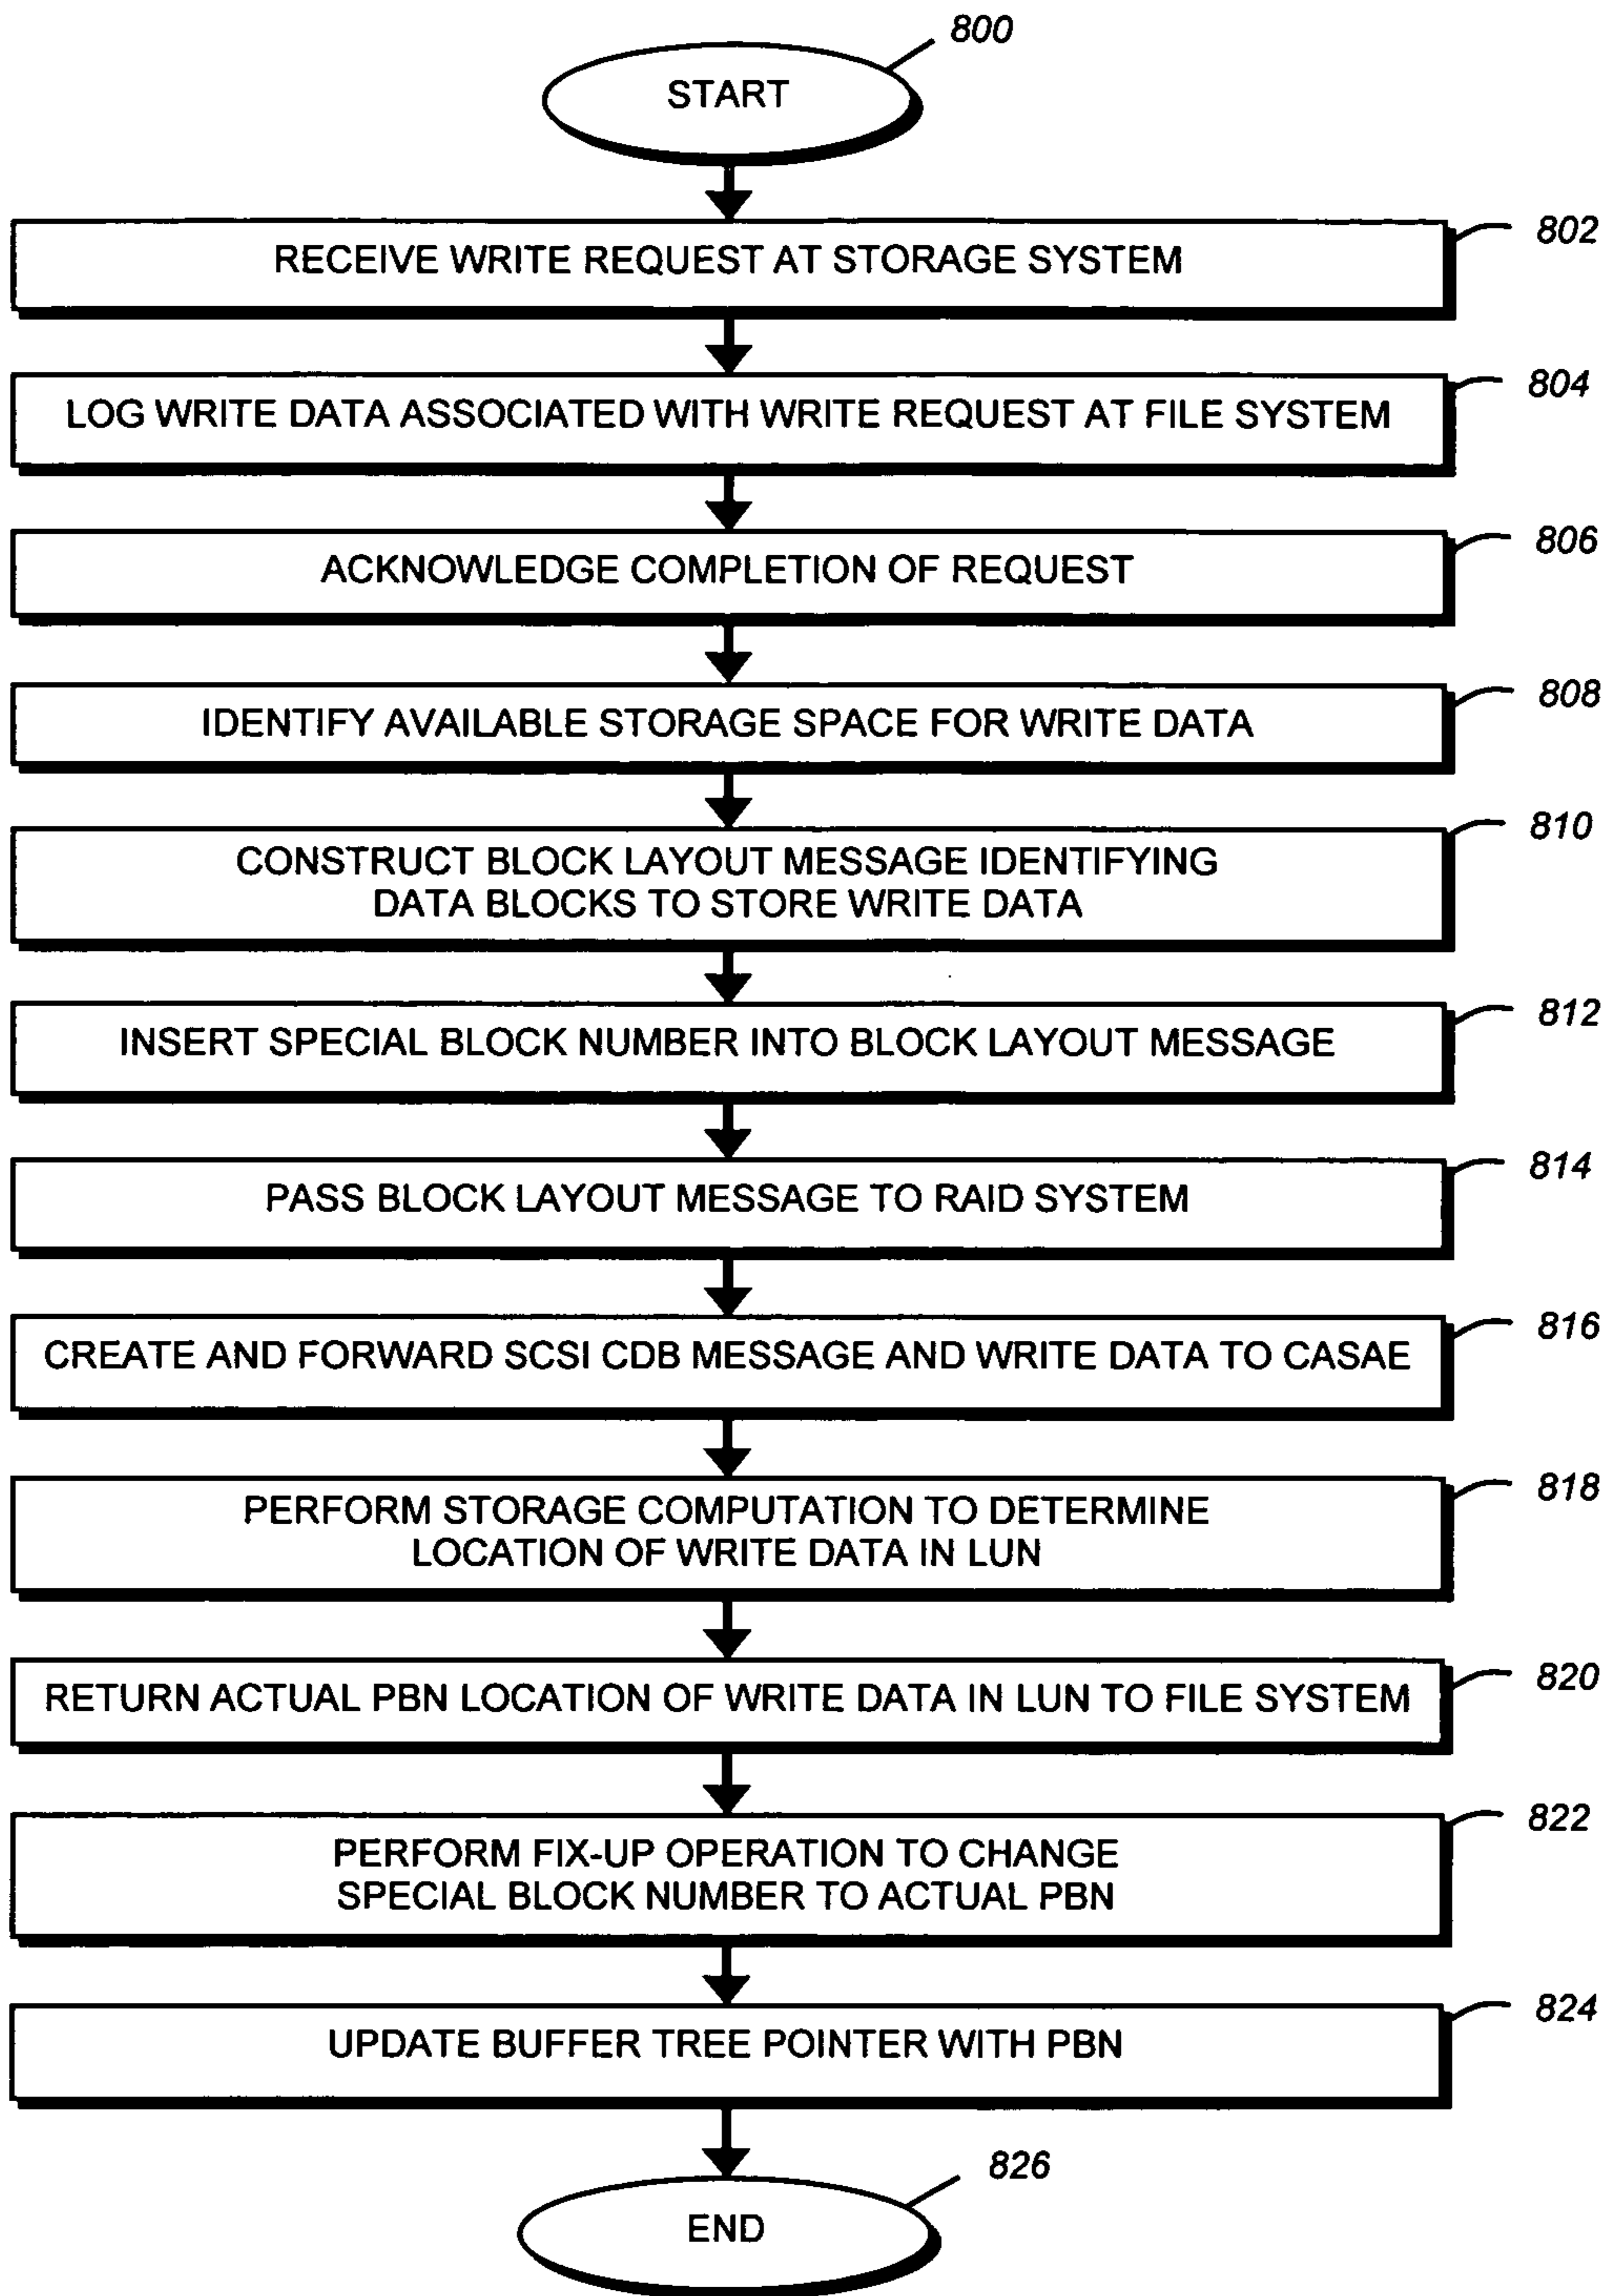 800
START
802
RECEIVE WRITE REQUEST AT STORAGE SYSTEM
804
LOG WRITE DATA ASSOCIATED WITH WRITE REQUEST AT FILE SYSTEM
806
ACKNOWLEDGE COMPLETION OF REQUEST
808
IDENTIFY AVAILABLE STORAGE SPACE FOR WRITE DATA
810
CONSTRUCT BLOCK LAYOUT MESSAGE IDENTIFYING
DATA BLOCKS TO STORE WRITE DATA
812
INSERT SPECIAL BLOCK NUMBER INTO BLOCK LAYOUT MESSAGE
814
PASS BLOCK LAYOUT MESSAGE TO RAID SYSTEM
816
CREATE AND FORWARD SCSI CDB MESSAGE AND WRITE DATA TO CASAE
818
PERFORM STORAGE COMPUTATION TO DETERMINE
LOCATION OF WRITE DATA IN LUN
820
RETURN ACTUAL PBN LOCATION OF WRITE DATA IN LUN TO FILE SYSTEM
822
PERFORM FIX-UP OPERATION TO CHANGE
SPECIAL BLOCK NUMBER TO ACTUAL PBN
824
UPDATE BUFFER TREE POINTER WITH PBN
826
END